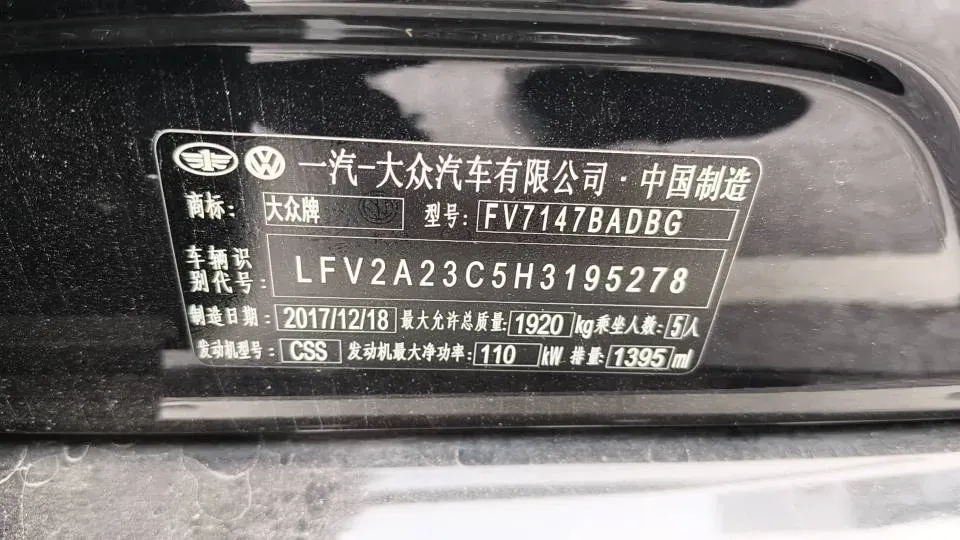 一汽-大众汽车有限公司·中国制造
商标: 大众牌 型号: FV7147BADBG
车辆识别代号: LFV2A23C5H3195278
制造日期: 2017/12/18 最大允许总质量: 1920 kg 乘坐人数: 5人
发动机型号: CSS 发动机最大净功率: 110 kW 排量: 1395 ml